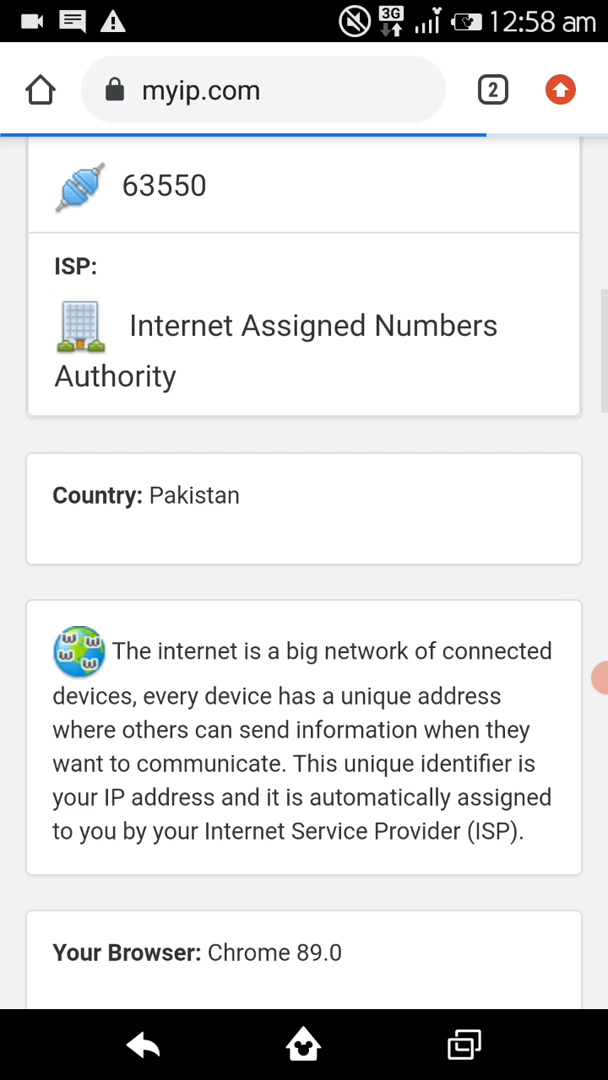 3G
12:58 am
myip.com
2
63550
ISP:
Internet Assigned Numbers
Authority
Country: Pakistan
The internet is a big network of connected
devices, every device has a unique address
where others can send information when they
want to communicate. This unique identifier is
your IP address and it is automatically assigned
to you by your Internet Service Provider (ISP).
Your Browser: Chrome 89.0